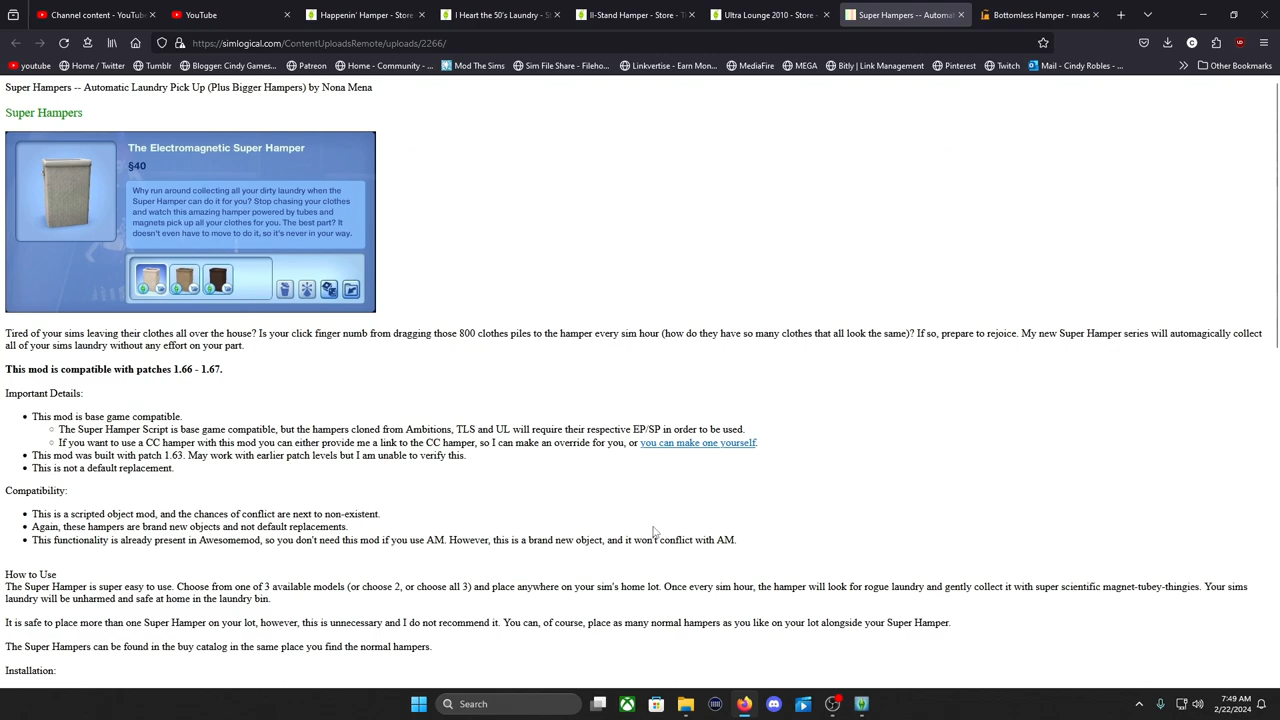 Channel content - YouTube
YouTube
Happenin' Hamper - Store
I Heart the 50's Laundry - St
II-Stand Hamper - Store - Th
Ultra Lounge 2010 - Store
Super Hampers -- Automat
Bottomless Hamper - nraas
https://simlogical.com/ContentUploadsRemote/uploads/2266/
youtube Home / Twitter Tumblr Blogger: Cindy Games... Patreon Home - Community - ... Mod The Sims Sim File Share - Fileho... Linkvertise - Earn Mon... MediaFire MEGA Bitly | Link Management Pinterest Twitch Mail - Cindy Robles - ... Other Bookmarks
Super Hampers -- Automatic Laundry Pick Up (Plus Bigger Hampers) by Nona Mena
Super Hampers
The Electromagnetic Super Hamper
§40
Why run around collecting all your dirty laundry when the
Super Hamper can do it for you? Stop chasing your clothes
and watch this amazing hamper powered by tubes and
magnets pick up all your clothes for you. The best part? It
doesn't even have to move to do it, so it's never in your way.
Tired of your sims leaving their clothes all over the house? Is your click finger numb from dragging those 800 clothes piles to the hamper every sim hour (how do they have so many clothes that all look the same)? If so, prepare to rejoice. My new Super Hamper series will automagically collect
all of your sims laundry without any effort on your part.
This mod is compatible with patches 1.66 - 1.67.
Important Details:
This mod is base game compatible.
The Super Hamper Script is base game compatible, but the hampers cloned from Ambitions, TLS and UL will require their respective EP/SP in order to be used.
If you want to use a CC hamper with this mod you can either provide me a link to the CC hamper, so I can make an override for you, or you can make one yourself.
This mod was built with patch 1.63. May work with earlier patch levels but I am unable to verify this.
This is not a default replacement.
Compatibility:
This is a scripted object mod, and the chances of conflict are next to non-existent.
Again, these hampers are brand new objects and not default replacements.
This functionality is already present in Awesomemod, so you don't need this mod if you use AM. However, this is a brand new object, and it won't conflict with AM.
How to Use
The Super Hamper is super easy to use. Choose from one of 3 available models (or choose 2, or choose all 3) and place anywhere on your sim's home lot. Once every sim hour, the hamper will look for rogue laundry and gently collect it with super scientific magnet-tubey-thingies. Your sims
laundry will be unharmed and safe at home in the laundry bin.
It is safe to place more than one Super Hamper on your lot, however, this is unnecessary and I do not recommend it. You can, of course, place as many normal hampers as you like on your lot alongside your Super Hamper.
The Super Hampers can be found in the buy catalog in the same place you find the normal hampers.
Installation:
Search
7:49 AM
2/22/2024